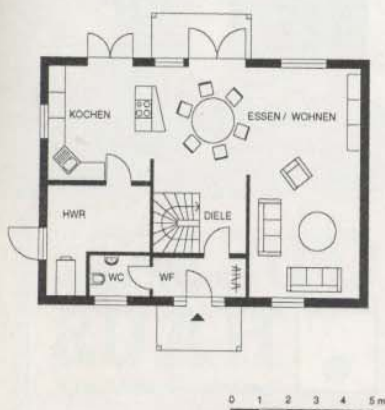 KOCHEN
ESSEN / WOHNEN
HWR
DIELE
WC
WF
0 1 2 3 4 5 m